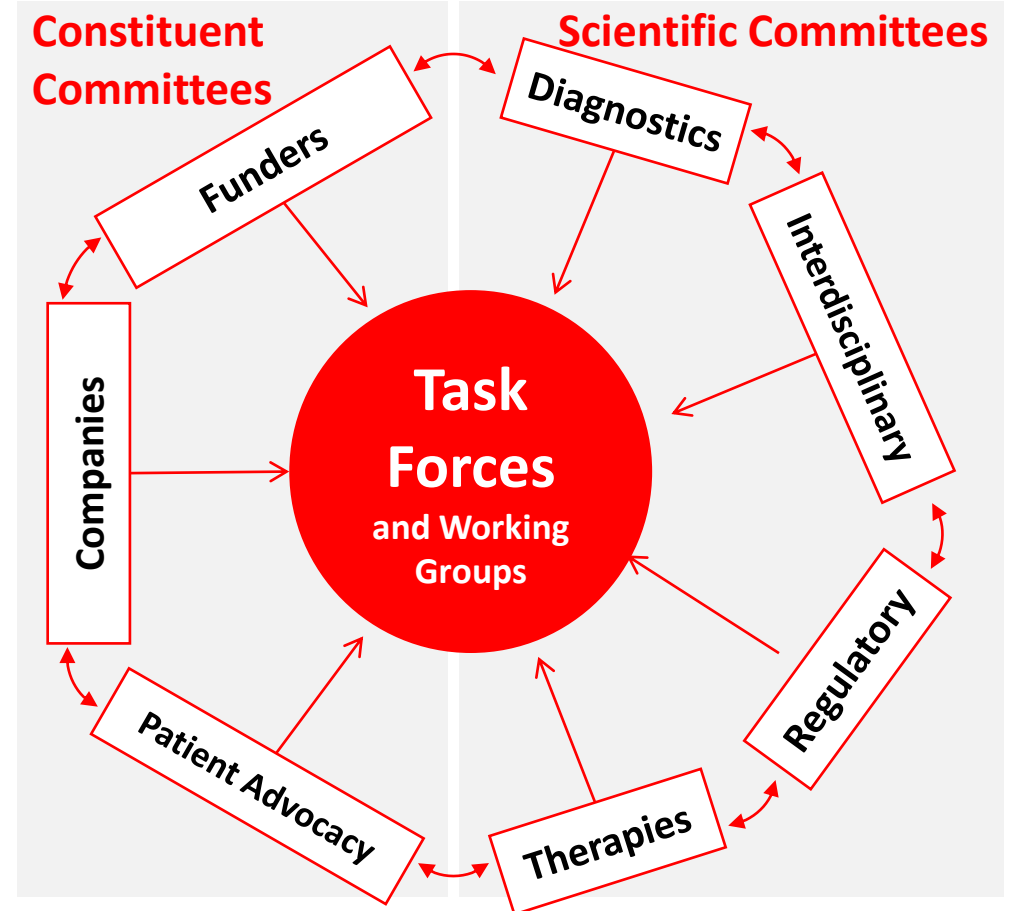 Constituent
Committees
Scientific Committees
Funders
Diagnostics
Interdisciplinary
Companies
Task
Forces
and Working
Groups
Regulatory
Patient Advocacy
Therapies